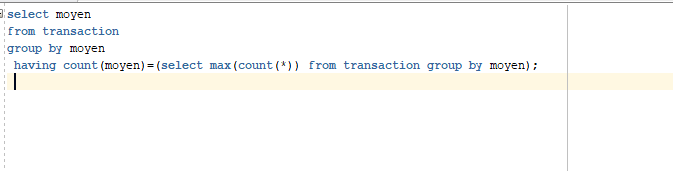 select moyen
from transaction
group by moyen
having count(moyen)=(select max(count(*)) from transaction group by moyen);